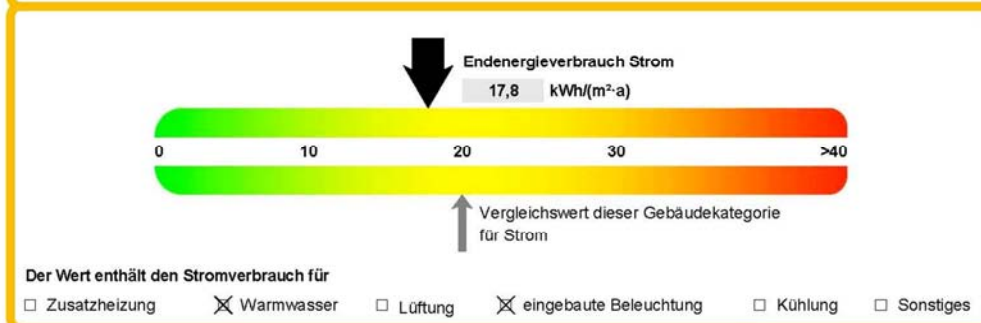 Endenergieverbrauch Strom
17,8 kWh/(m²·a)
0 10 20 30 >40
Vergleichswert dieser Gebäudekategorie
für Strom
Der Wert enthält den Stromverbrauch für
☐ Zusatzheizung ☒ Warmwasser ☐ Lüftung ☒ eingebaute Beleuchtung ☐ Kühlung ☐ Sonstiges